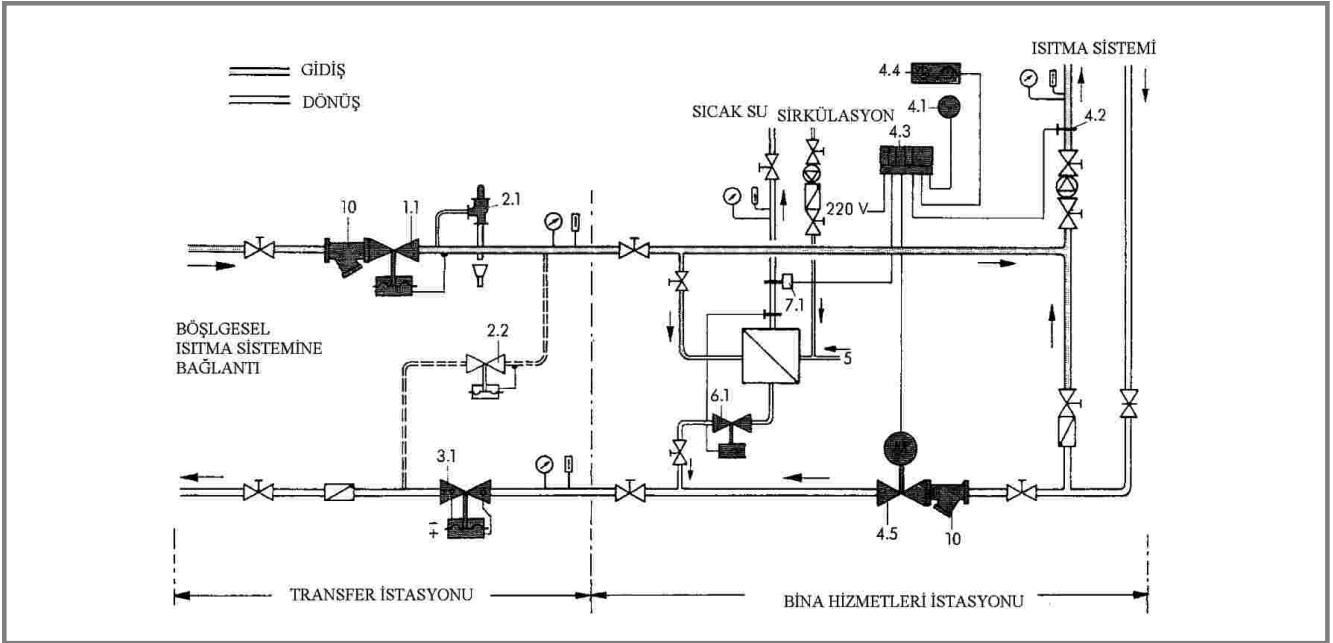 GİDİŞ
DÖNÜŞ
ISITMA SİSTEMİ
4.4
4.1
4.2
SICAK SU
SİRKÜLASYON
4.3
220 V
10
1.1
2.1
7.1
BÖŞLGESEL
ISITMA SİSTEMİNE
BAĞLANTI
2.2
5
6.1
3.1
- +
4.5
10
TRANSFER İSTASYONU
BİNA HİZMETLERİ İSTASYONU